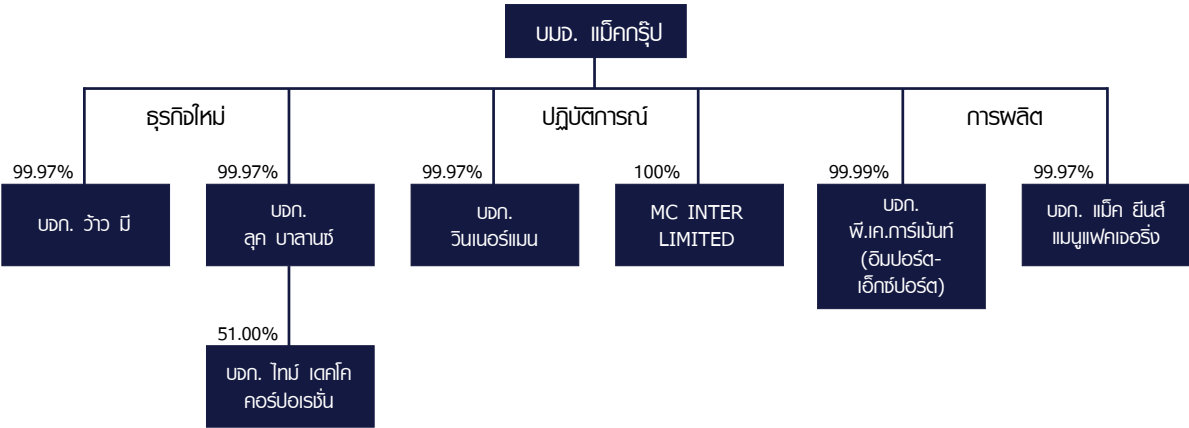 บมจ. แม็คกรุ๊ป
ธุรกิจใหม่
ปฏิบัติการณ์
การผลิต
99.97%
99.97%
99.97%
100%
99.99%
99.97%
บจก. ว้าว มี
บจก.
ลุค บาลานซ์
บจก.
วินเนอร์แมน
MC INTER
LIMITED
บจก.
พี.เค.การ์เม้นท์
(อิมปอร์ต-
เอ็กซ์ปอร์ต)
บจก. แม็ค ยีนส์
แมนูแฟคเจอริ่ง
51.00%
บจก. ไทม์ เดคโค
คอร์ปอเรชั่น